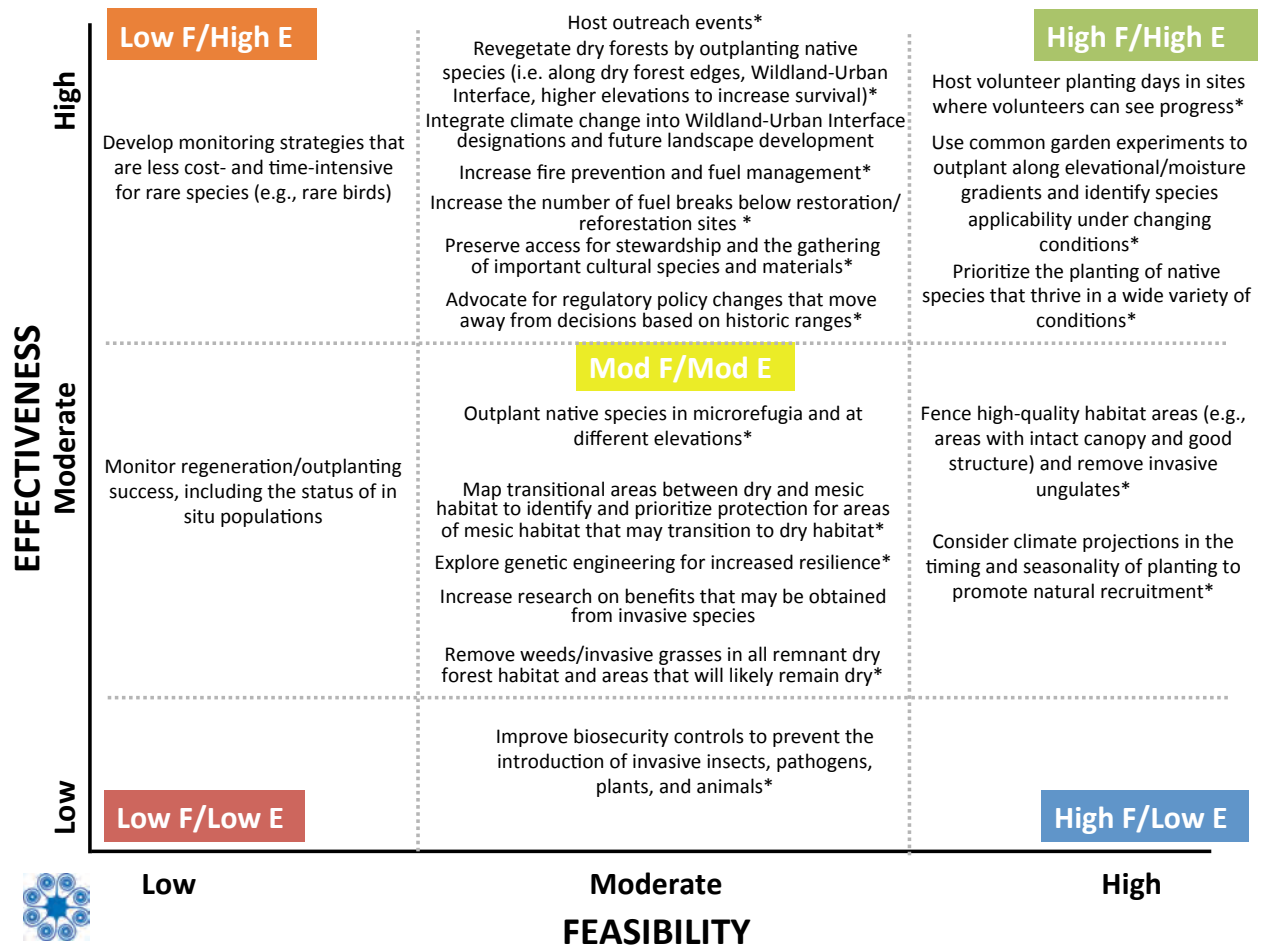 Low F/High E
High F/High E
Host outreach events*
Revegetate dry forests by outplanting native
species (i.e. along dry forest edges, Wildland-Urban
Interface, higher elevations to increase survival)*
Integrate climate change into Wildland-Urban Interface
designations and future landscape development
Increase fire prevention and fuel management*
Increase the number of fuel breaks below restoration/
reforestation sites *
Preserve access for stewardship and the gathering
of important cultural species and materials*
Advocate for regulatory policy changes that move
away from decisions based on historic ranges*
Develop monitoring strategies that
are less cost- and time-intensive
for rare species (e.g., rare birds)
Host volunteer planting days in sites
where volunteers can see progress*
Use common garden experiments to
outplant along elevational/moisture
gradients and identify species
applicability under changing
conditions*
Prioritize the planting of native
species that thrive in a wide variety of
conditions*
Mod F/Mod E
Monitor regeneration/outplanting
success, including the status of in
situ populations
Outplant native species in microrefugia and at
different elevations*
Map transitional areas between dry and mesic
habitat to identify and prioritize protection for areas
of mesic habitat that may transition to dry habitat*
Explore genetic engineering for increased resilience*
Increase research on benefits that may be obtained
from invasive species
Remove weeds/invasive grasses in all remnant dry
forest habitat and areas that will likely remain dry*
Fence high-quality habitat areas (e.g.,
areas with intact canopy and good
structure) and remove invasive
ungulates*
Consider climate projections in the
timing and seasonality of planting to
promote natural recruitment*
Improve biosecurity controls to prevent the
introduction of invasive insects, pathogens,
plants, and animals*
Low F/Low E
High F/Low E
EFFECTIVENESS
High
Moderate
Low
Low
Moderate
High
FEASIBILITY